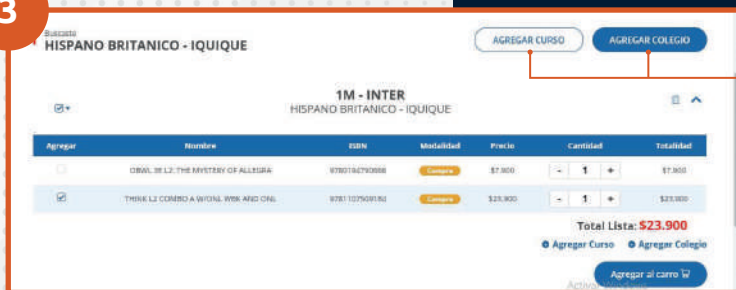 3
Buscaste
HISPANO BRITANICO - IQUIQUE
AGREGAR CURSO
AGREGAR COLEGIO
1M - INTER
HISPANO BRITANICO - IQUIQUE
Agregar Nombre ISBN Modalidad Precio Cantidad Totalidad
OBWL 3E L2: THE MYSTERY OF ALLEGRA Compra $7.900 - 1 + $7.900
THINK L2 COMBO A W/ONL WBK AND ONL Compra $23.900 - 1 + $23.900
Total Lista: $23.900
Agregar Curso Agregar Colegio
Agregar al carro
Activar Windows